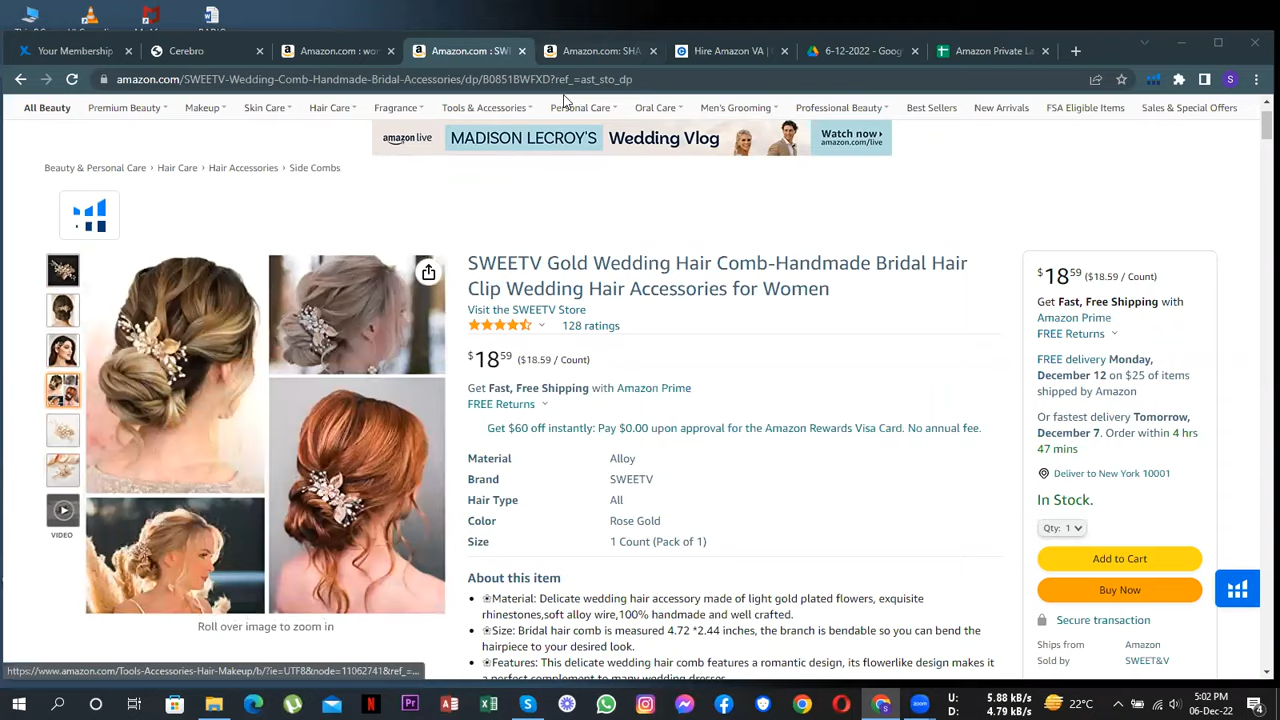 Your Membership
Cerebro
Amazon.com : wo
Amazon.com : SW
Amazon.com: SHA
Hire Amazon VA |
6-12-2022 - Goog
Amazon Private La
amazon.com/SWEETV-Wedding-Comb-Handmade-Bridal-Accessories/dp/B0851BWFXD?ref_=ast_sto_dp
All Beauty Premium Beauty Makeup Skin Care Hair Care Fragrance Tools & Accessories Personal Care Oral Care Men's Grooming Professional Beauty Best Sellers New Arrivals FSA Eligible Items Sales & Special Offers
amazon live MADISON LECROY'S Wedding Vlog Watch now› amazon.com/live
Beauty & Personal Care › Hair Care › Hair Accessories › Side Combs
SWEETV Gold Wedding Hair Comb-Handmade Bridal Hair
Clip Wedding Hair Accessories for Women
Visit the SWEETV Store
128 ratings
$18 59 ($18.59 / Count)
Get Fast, Free Shipping with Amazon Prime
FREE Returns
Get $60 off instantly: Pay $0.00 upon approval for the Amazon Rewards Visa Card. No annual fee.
Material Alloy
Brand SWEETV
Hair Type All
Color Rose Gold
Size 1 Count (Pack of 1)
About this item
• ❀Material: Delicate wedding hair accessory made of light gold plated flowers, exquisite
rhinestones,soft alloy wire,100% handmade and well crafted.
• ❀Size: Bridal hair comb is measured 4.72 *2.44 inches, the branch is bendable so you can bend the
hairpiece to your desired look.
• ❀Features: This delicate wedding hair comb features a romantic design, its flowerlike design makes it
a perfect complement to many wedding dresses.
VIDEO
Roll over image to zoom in
$18 59 ($18.59 / Count)
Get Fast, Free Shipping with
Amazon Prime
FREE Returns
FREE delivery Monday,
December 12 on $25 of items
shipped by Amazon
Or fastest delivery Tomorrow,
December 7. Order within 4 hrs
47 mins
Deliver to New York 10001
In Stock.
Qty: 1
Add to Cart
Buy Now
Secure transaction
Ships from Amazon
Sold by SWEET&V
https://www.amazon.com/Tools-Accessories-Hair-Makeup/b/?ie=UTF8&node=11062741&ref_=...
U: 5.88 kB/s
D: 4.79 kB/s
22°C
5:02 PM
06-Dec-22